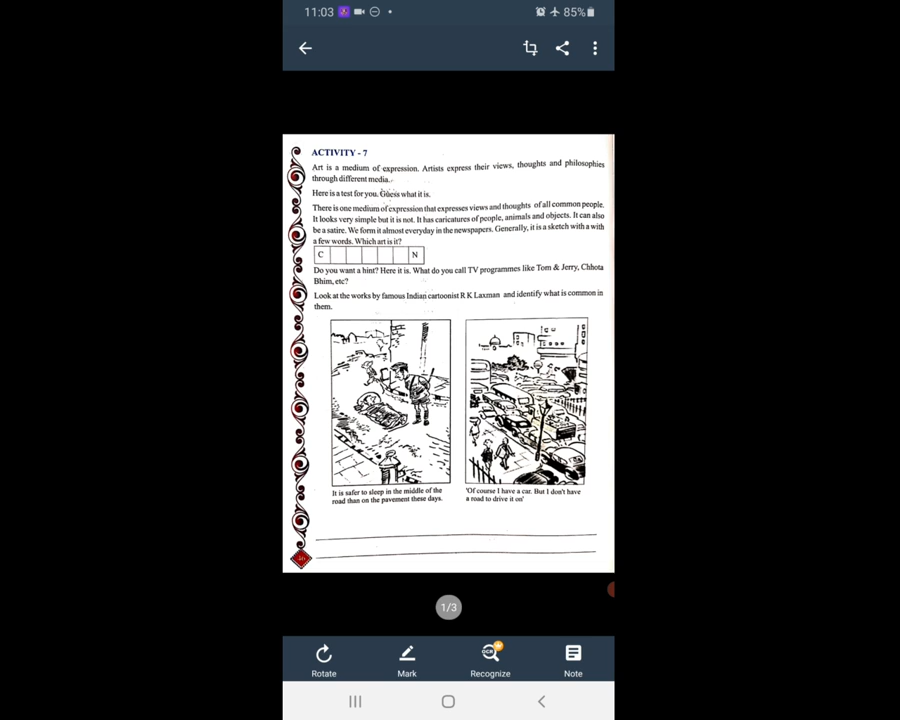 11:03
85%
ACTIVITY - 7
Art is a medium of expression. Artists express their views, thoughts and philosophies
through different media.
Here is a test for you. Guess what it is.
There is one medium of expression that expresses views and thoughts of all common people.
It looks very simple but it is not. It has caricatures of people, animals and objects. It can also
be a satire. We form it almost everyday in the newspapers. Generally, it is a sketch with a with
a few words. Which art is it?
C N
Do you want a hint? Here it is. What do you call TV programmes like Tom & Jerry, Chhota
Bhim, etc?
Look at the works by famous Indian cartoonist R K Laxman and identify what is common in
them.
It is safer to sleep in the middle of the
road than on the pavement these days.
'Of course I have a car. But I don't have
a road to drive it on'
1/3
OCR
Rotate Mark Recognize Note